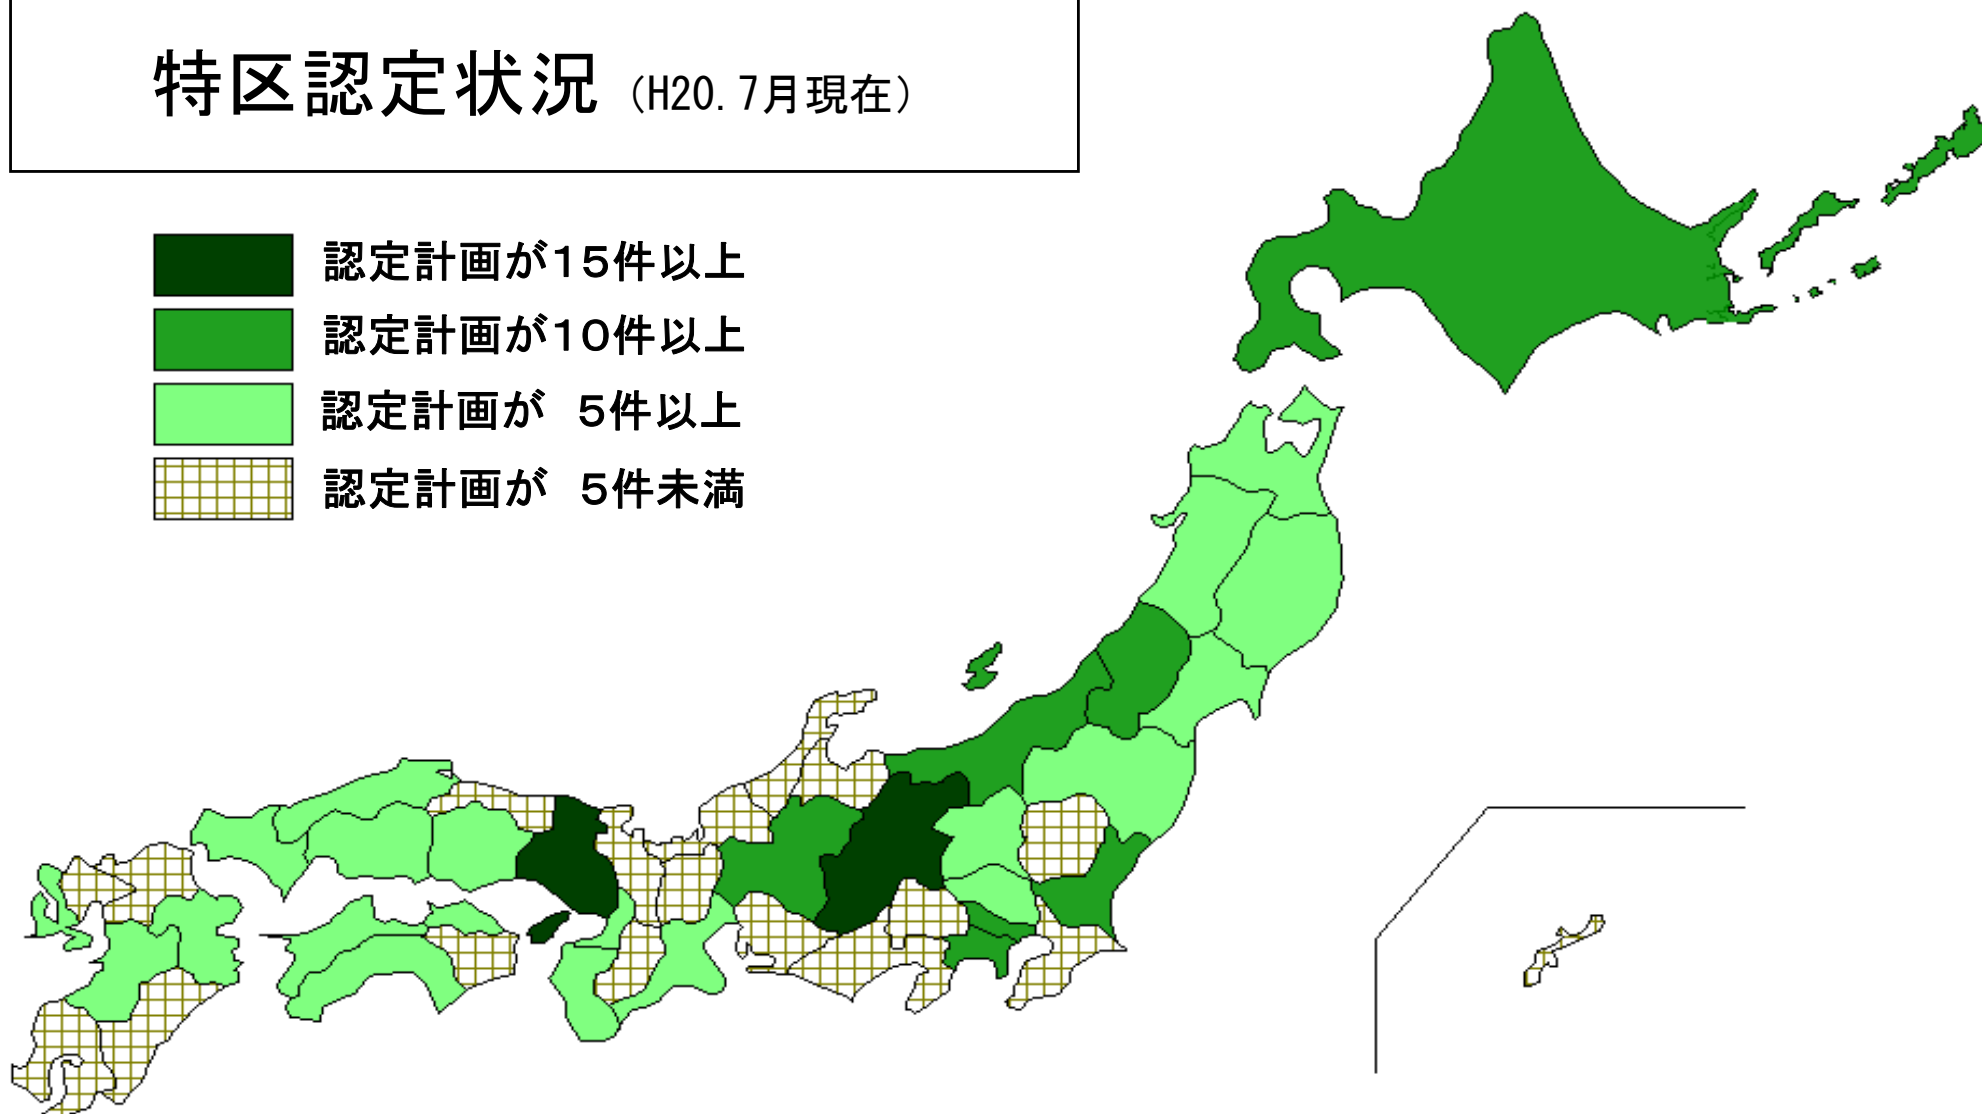 特区認定状況（H20.7月現在）
認定計画が15件以上
認定計画が10件以上
認定計画が　5件以上
認定計画が　5件未満